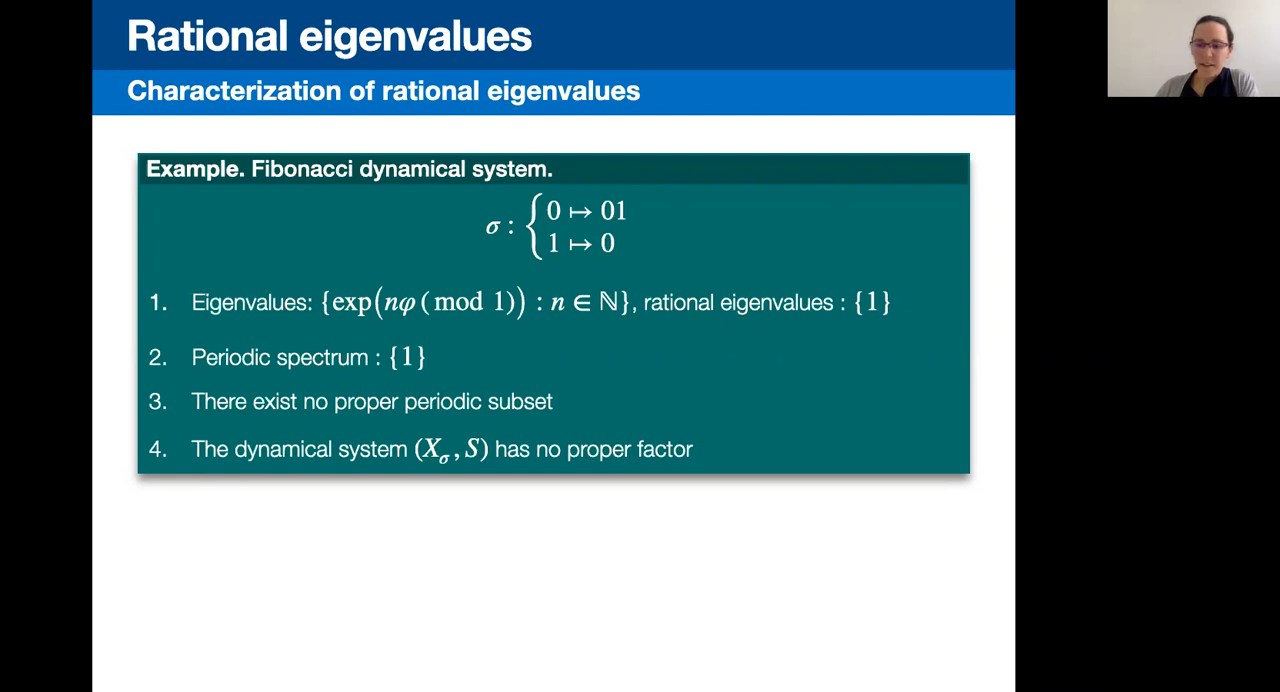 Rational eigenvalues
Characterization of rational eigenvalues
Example. Fibonacci dynamical system.
σ : { 0 ↦ 01
1 ↦ 0
1. Eigenvalues: {exp(nφ (mod 1)) : n ∈ ℕ}, rational eigenvalues : {1}
2. Periodic spectrum : {1}
3. There exist no proper periodic subset
4. The dynamical system (X_σ, S) has no proper factor